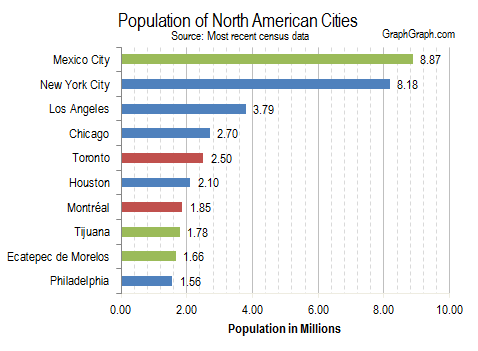 Population of North American Cities
Source: Most recent census data
GraphGraph.com
Mexico City 8.87
New York City 8.18
Los Angeles 3.79
Chicago 2.70
Toronto 2.50
Houston 2.10
Montréal 1.85
Tijuana 1.78
Ecatepec de Morelos 1.66
Philadelphia 1.56
0.00 2.00 4.00 6.00 8.00 10.00
Population in Millions